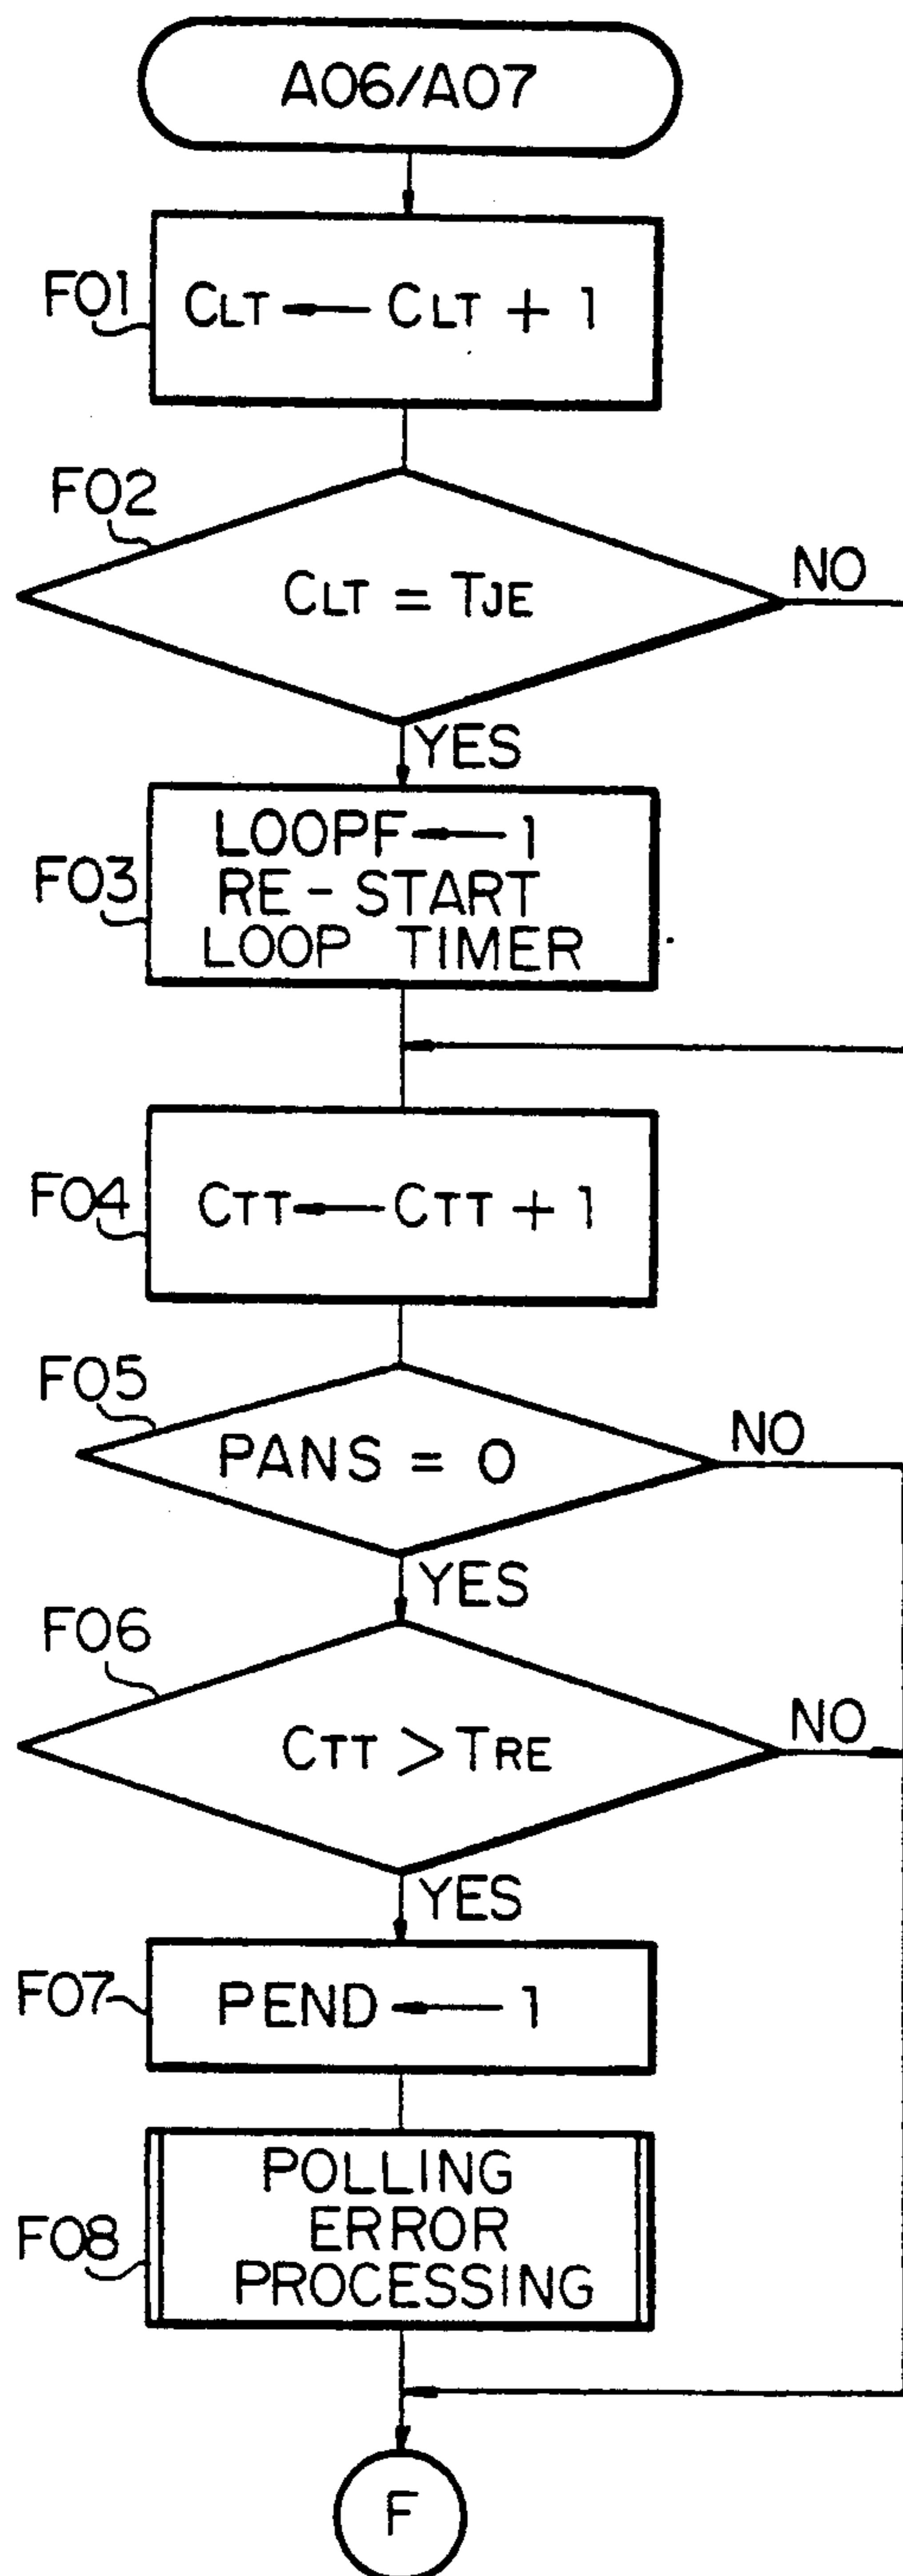 A06/A07
F01
CLT ← CLT + 1
F02
CLT = TJE
NO
YES
F03
LOOPF ← 1
RE-START
LOOP TIMER
F04
CTT ← CTT + 1
F05
PANS = 0
NO
YES
F06
CTT > TRE
NO
YES
F07
PEND ← 1
F08
POLLING
ERROR
PROCESSING
F